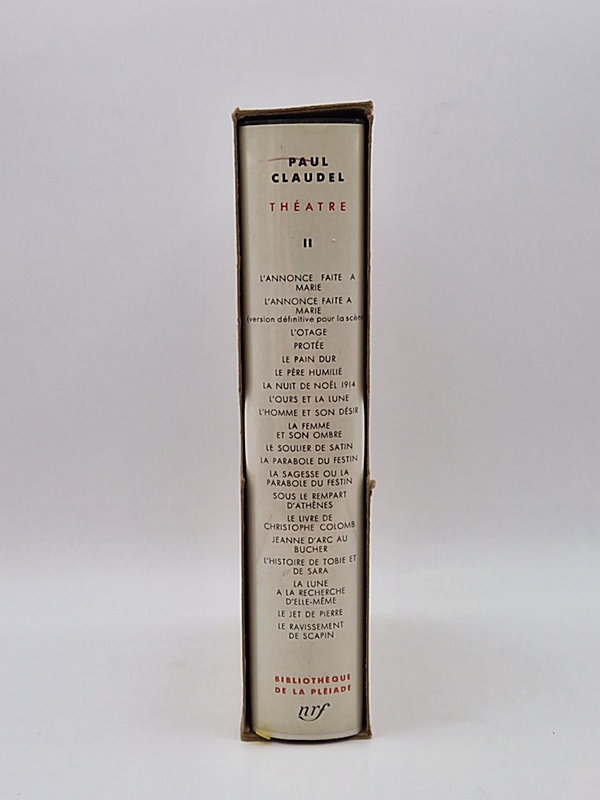 PAUL
CLAUDEL
THÉATRE
II
L'ANNONCE FAITE A
MARIE
L'ANNONCE FAITE A
MARIE
(version définitive pour la scène
L'OTAGE
PROTÉE
LE PAIN DUR
LE PÈRE HUMILIÉ
LA NUIT DE NOËL 1914
L'OURS ET LA LUNE
L'HOMME ET SON DÉSIR
LA FEMME
ET SON OMBRE
LE SOULIER DE SATIN
LA PARABOLE DU FESTIN
LA SAGESSE OU LA
PARABOLE DU FESTIN
SOUS LE REMPART
D'ATHÈNES
LE LIVRE DE
CHRISTOPHE COLOMB
JEANNE D'ARC AU
BUCHER
L'HISTOIRE DE TOBIE ET
DE SARA
LA LUNE
A LA RECHERCHE
D'ELLE-MÊME
LE JET DE PIERRE
LE RAVISSEMENT
DE SCAPIN
BIBLIOTHÈQUE
DE LA PLÉIADE
nrf